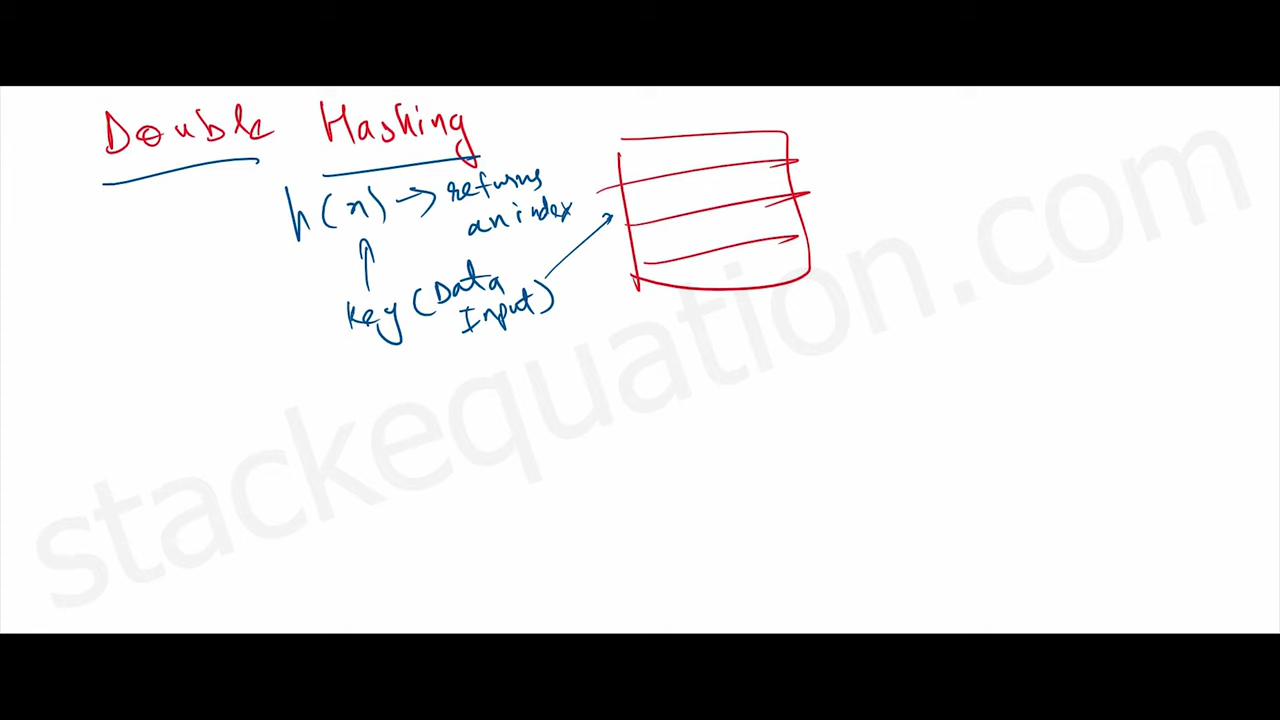 Double Hashing
h(x) → returns
an index
key (Data
Input)
stackequation.com